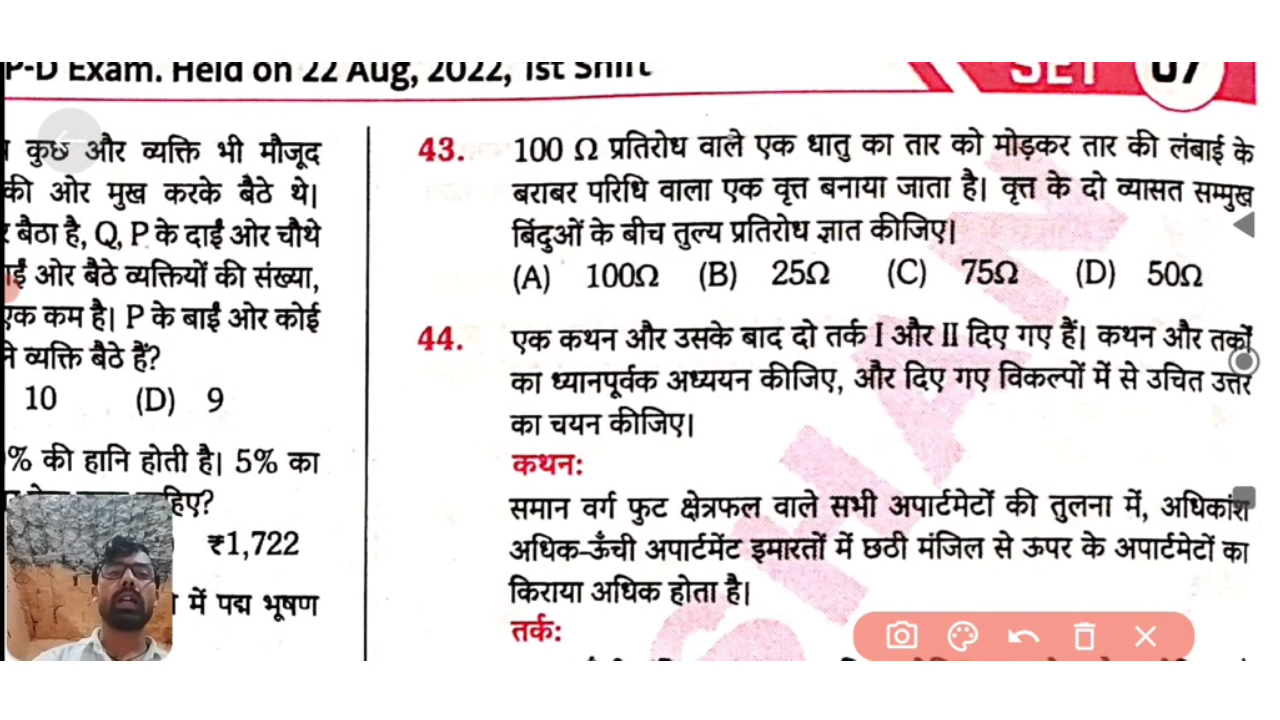 P-D Exam. Held on 22 Aug, 2022, 1st Shift
SET 07
कुछ और व्यक्ति भी मौजूद
की ओर मुख करके बैठे थे।
बैठा है, Q, P के दाईं ओर चौथे
ओर बैठे व्यक्तियों की संख्या,
एक कम है। P के बाईं ओर कोई
व्यक्ति बैठे हैं?
10 (D) 9
% की हानि होती है। 5% का
₹1,722
में पद्म भूषण
43. 100 Ω प्रतिरोध वाले एक धातु का तार को मोड़कर तार की लंबाई के
बराबर परिधि वाला एक वृत्त बनाया जाता है। वृत्त के दो व्यासत सम्मुख
बिंदुओं के बीच तुल्य प्रतिरोध ज्ञात कीजिए।
(A) 100Ω (B) 25Ω (C) 75Ω (D) 50Ω
44. एक कथन और उसके बाद दो तर्क I और II दिए गए हैं। कथन और तर्कों
का ध्यानपूर्वक अध्ययन कीजिए, और दिए गए विकल्पों में से उचित उत्तर
का चयन कीजिए।
कथन:
समान वर्ग फुट क्षेत्रफल वाले सभी अपार्टमेटों की तुलना में, अधिकांश
अधिक-ऊँची अपार्टमेंट इमारतों में छठी मंजिल से ऊपर के अपार्टमेटों का
किराया अधिक होता है।
तर्क: